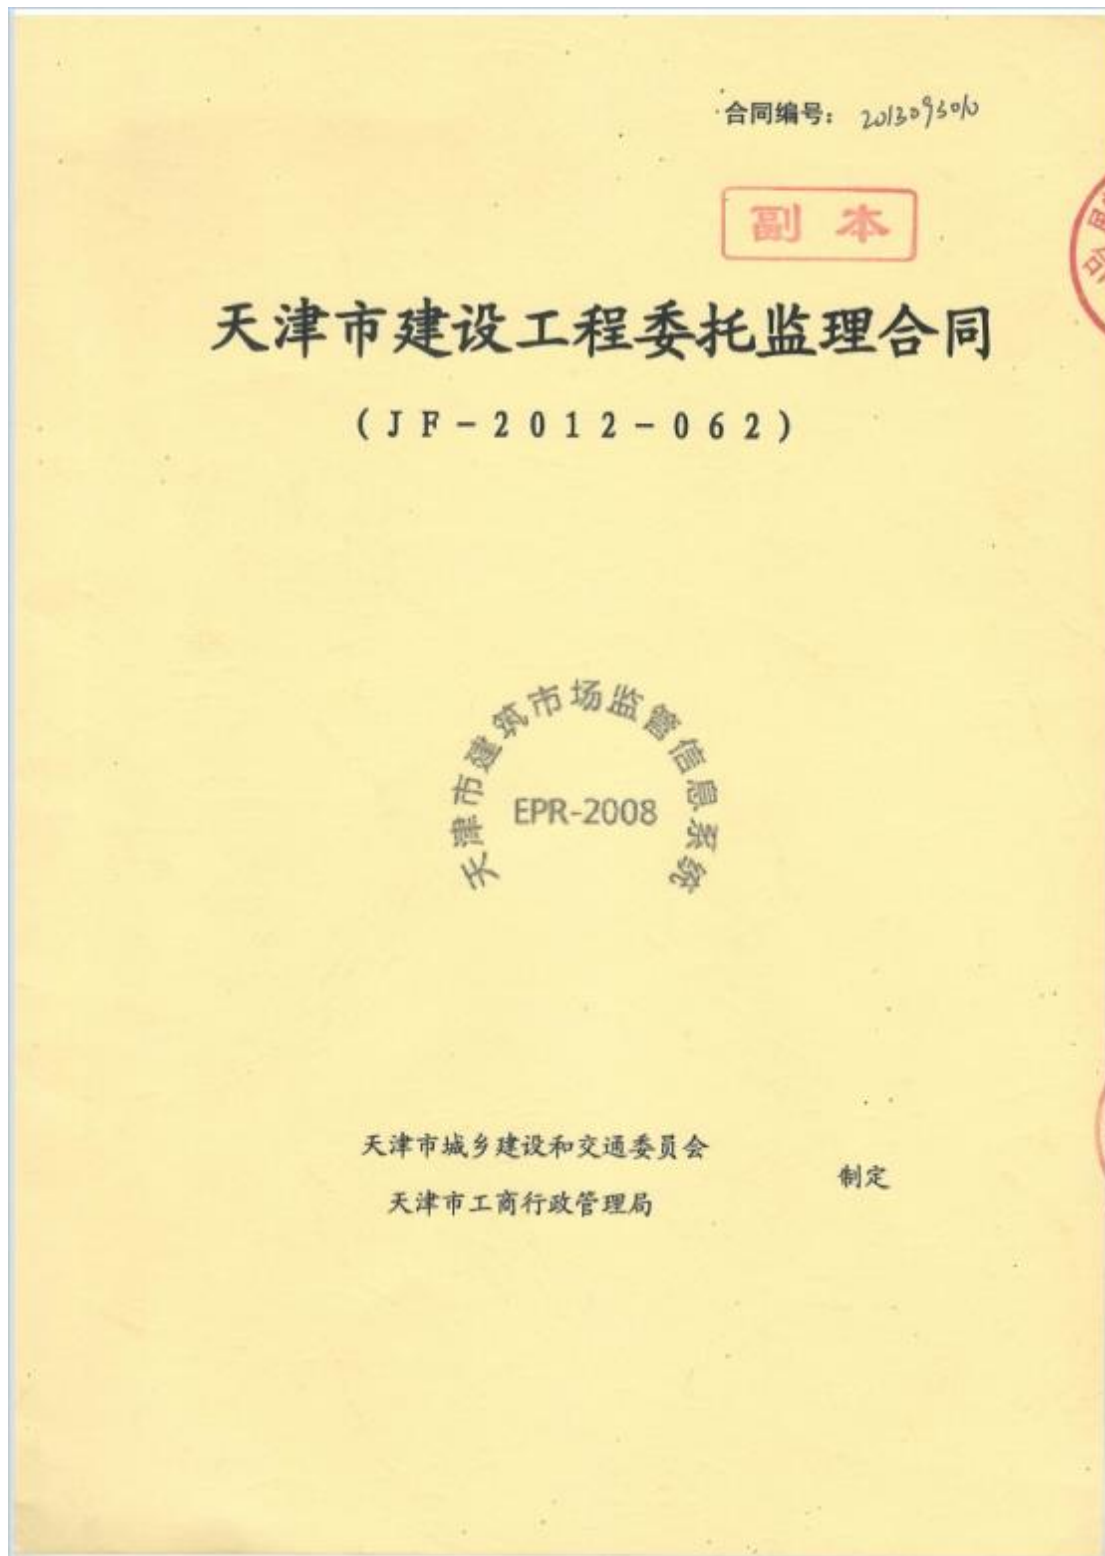 合同编号: 2013093010
副本
天津市建设工程委托监理合同
(JF-2012-062)
天津市建筑市场监管信息系统
EPR-2008
天津市城乡建设和交通委员会
天津市工商行政管理局
制定